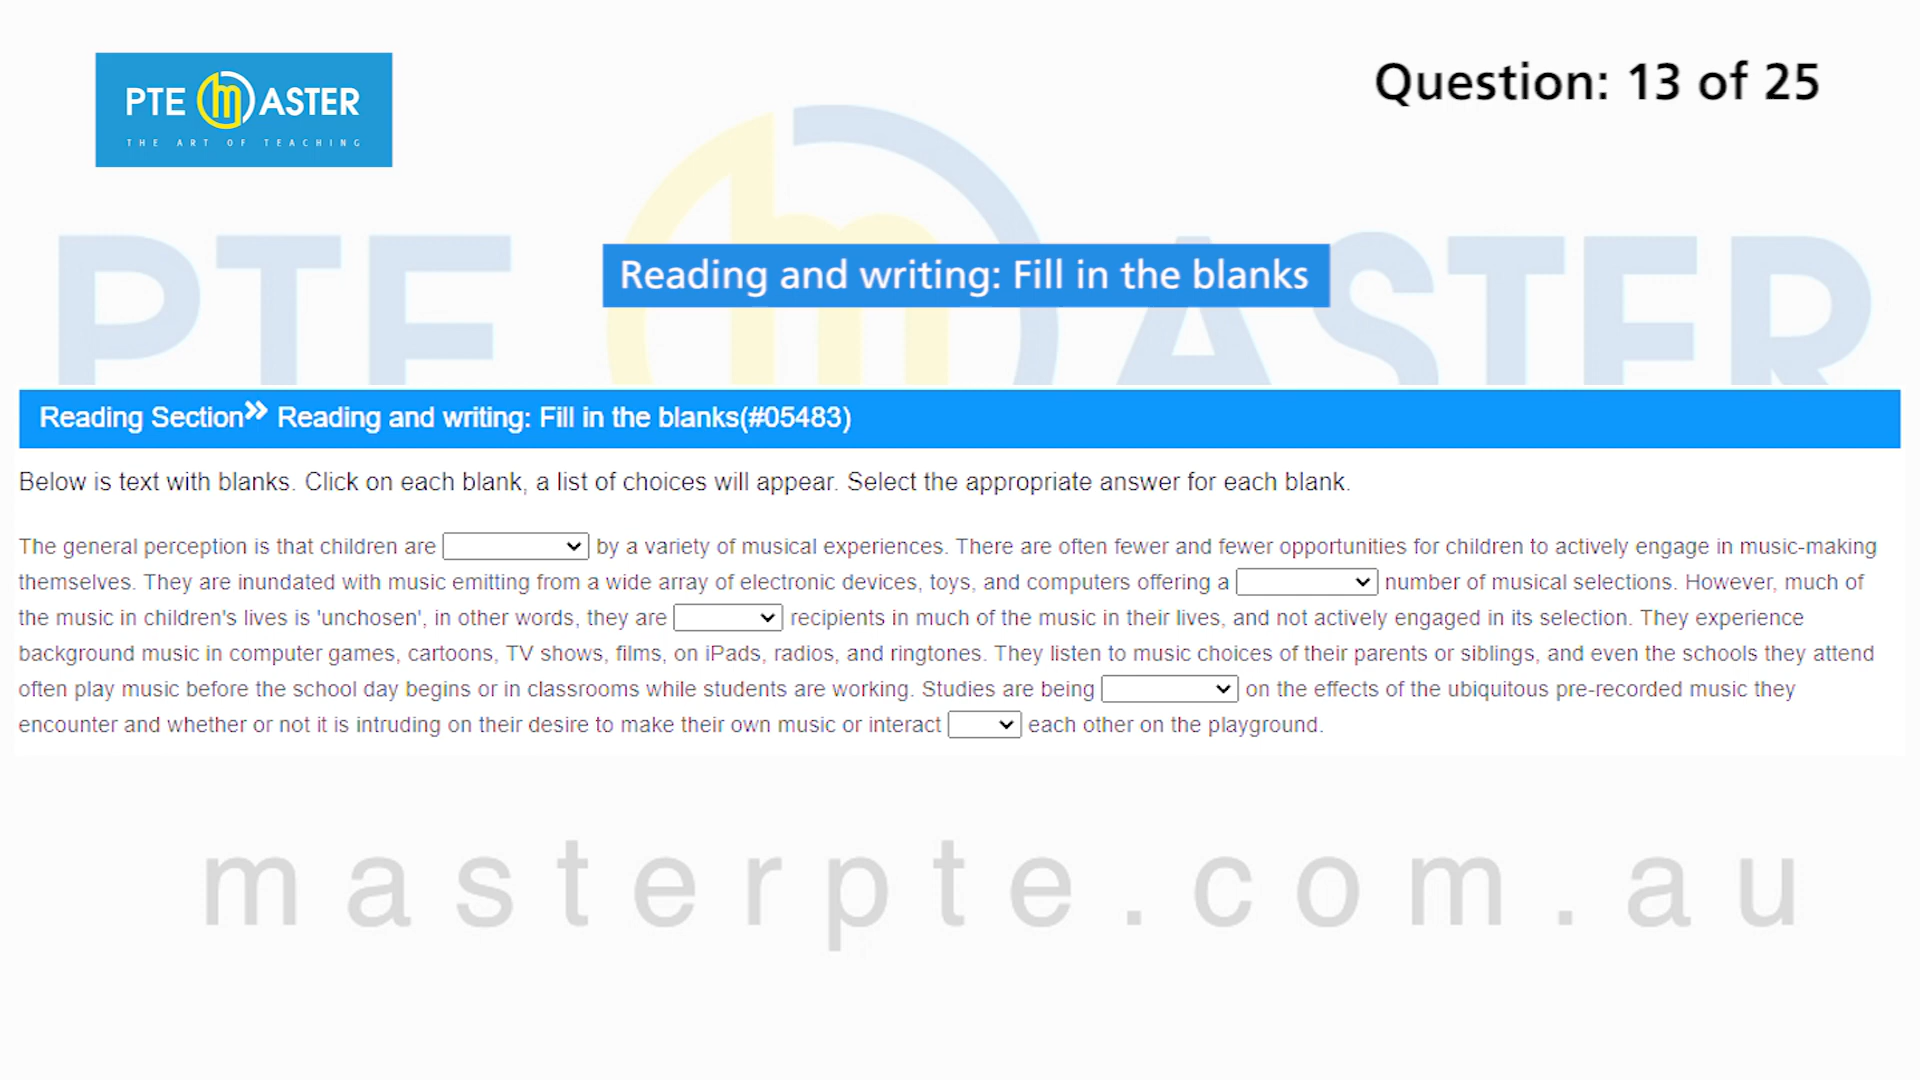 PTE MASTER
THE ART OF TEACHING
Question: 13 of 25
PTE m ASTER
Reading and writing: Fill in the blanks
Reading Section» Reading and writing: Fill in the blanks(#05483)
Below is text with blanks. Click on each blank, a list of choices will appear. Select the appropriate answer for each blank.
The general perception is that children are by a variety of musical experiences. There are often fewer and fewer opportunities for children to actively engage in music-making
themselves. They are inundated with music emitting from a wide array of electronic devices, toys, and computers offering a number of musical selections. However, much of
the music in children's lives is 'unchosen', in other words, they are recipients in much of the music in their lives, and not actively engaged in its selection. They experience
background music in computer games, cartoons, TV shows, films, on iPads, radios, and ringtones. They listen to music choices of their parents or siblings, and even the schools they attend
often play music before the school day begins or in classrooms while students are working. Studies are being on the effects of the ubiquitous pre-recorded music they
encounter and whether or not it is intruding on their desire to make their own music or interact each other on the playground.
masterpte.com.au